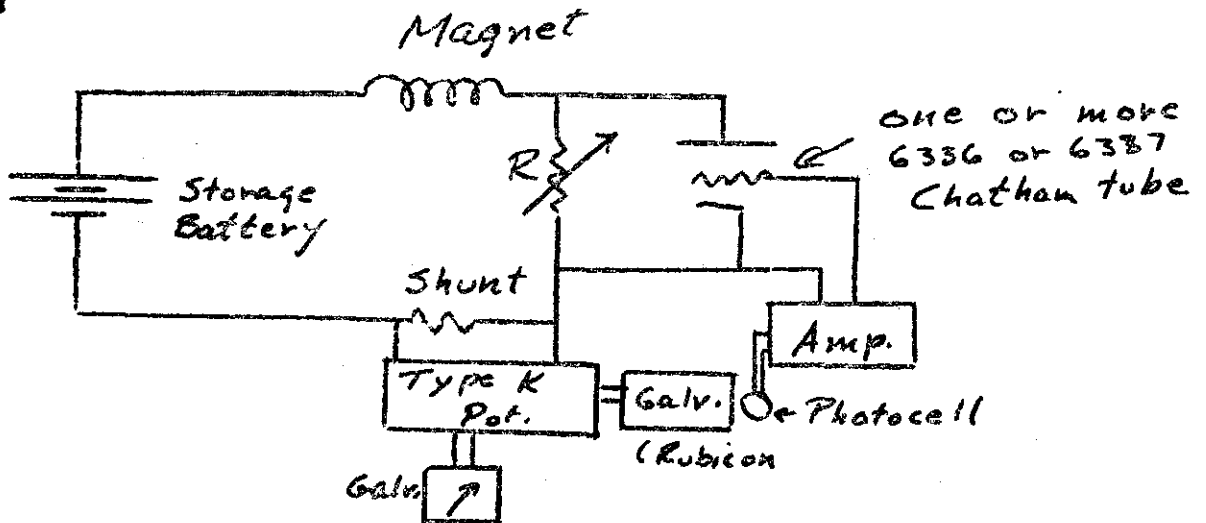 Magnet
one or more
6336 or 6387
Chatham tube
R
Storage
Battery
Shunt
Amp.
Type K
Pot.
Galv.
Photocell
(Rubicon
Galv.